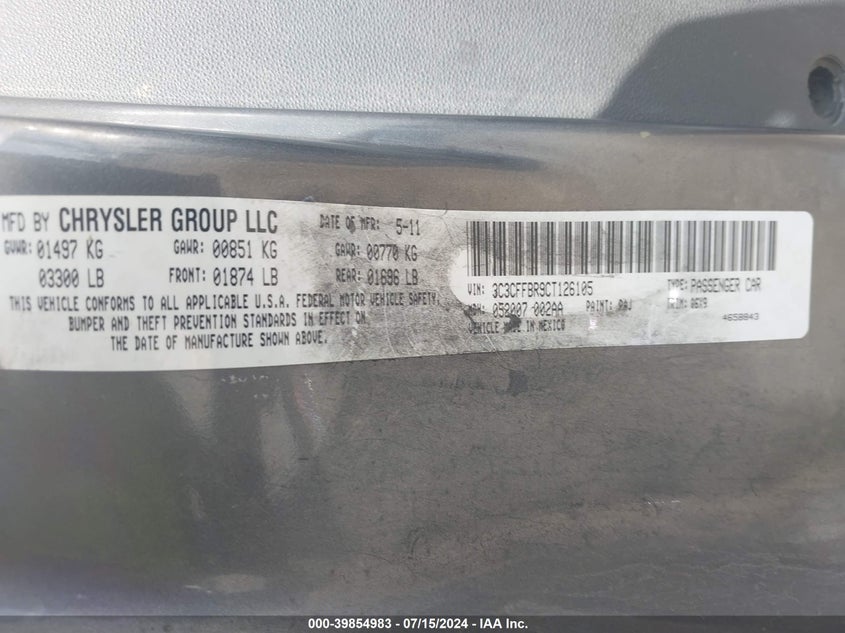 MFD BY CHRYSLER GROUP LLC DATE OF MFR: 5-11
GVWR: 01497 KG GAWR: 00851 KG GAWR: 00770 KG
03300 LB FRONT: 01874 LB REAR: 01696 LB
THIS VEHICLE CONFORMS TO ALL APPLICABLE U.S.A. FEDERAL MOTOR VEHICLE SAFETY,
BUMPER AND THEFT PREVENTION STANDARDS IN EFFECT ON
THE DATE OF MANUFACTURE SHOWN ABOVE.
VIN: 3C3CFFBR9CT126105 TYPE: PASSENGER CAR
MDH: 052007 002AA PAINT: PAJ
VEHICLE MADE IN MEXICO 4658843
000-39854983 / 07/15/2024 - IAA Inc.